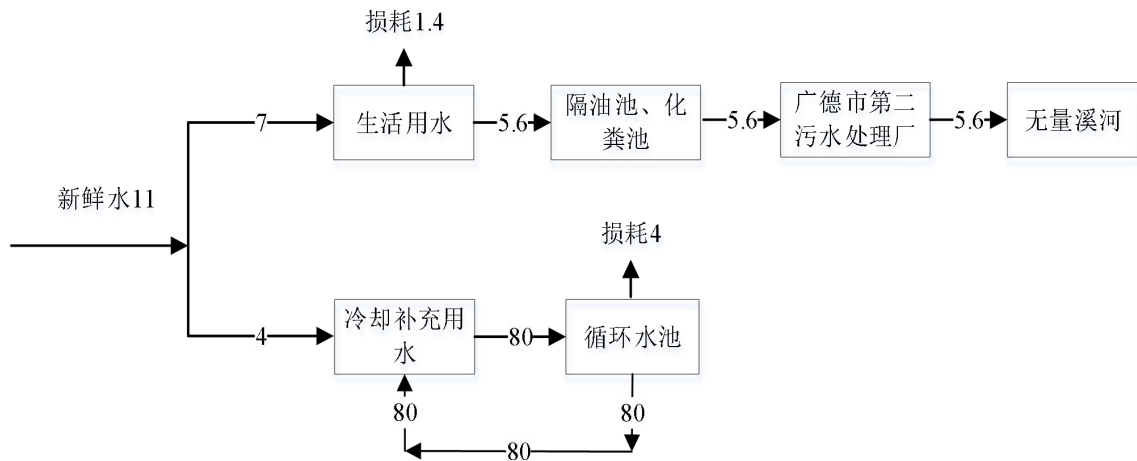 损耗1.4
7
生活用水
5.6
隔油池、化
粪池
5.6
广德市第二
污水处理厂
5.6
无量溪河
新鲜水11
损耗4
4
冷却补充用
水
80
循环水池
80
80
80